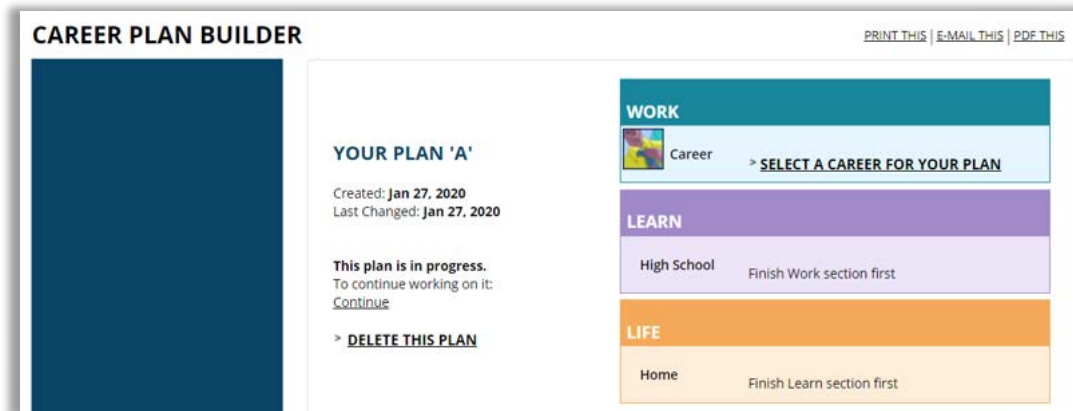 CAREER PLAN BUILDER
PRINT THIS | E-MAIL THIS | PDF THIS
YOUR PLAN 'A'
Created: Jan 27, 2020
Last Changed: Jan 27, 2020
This plan is in progress.
To continue working on it:
Continue
> DELETE THIS PLAN
WORK
Career
> SELECT A CAREER FOR YOUR PLAN
LEARN
High School
Finish Work section first
LIFE
Home
Finish Learn section first